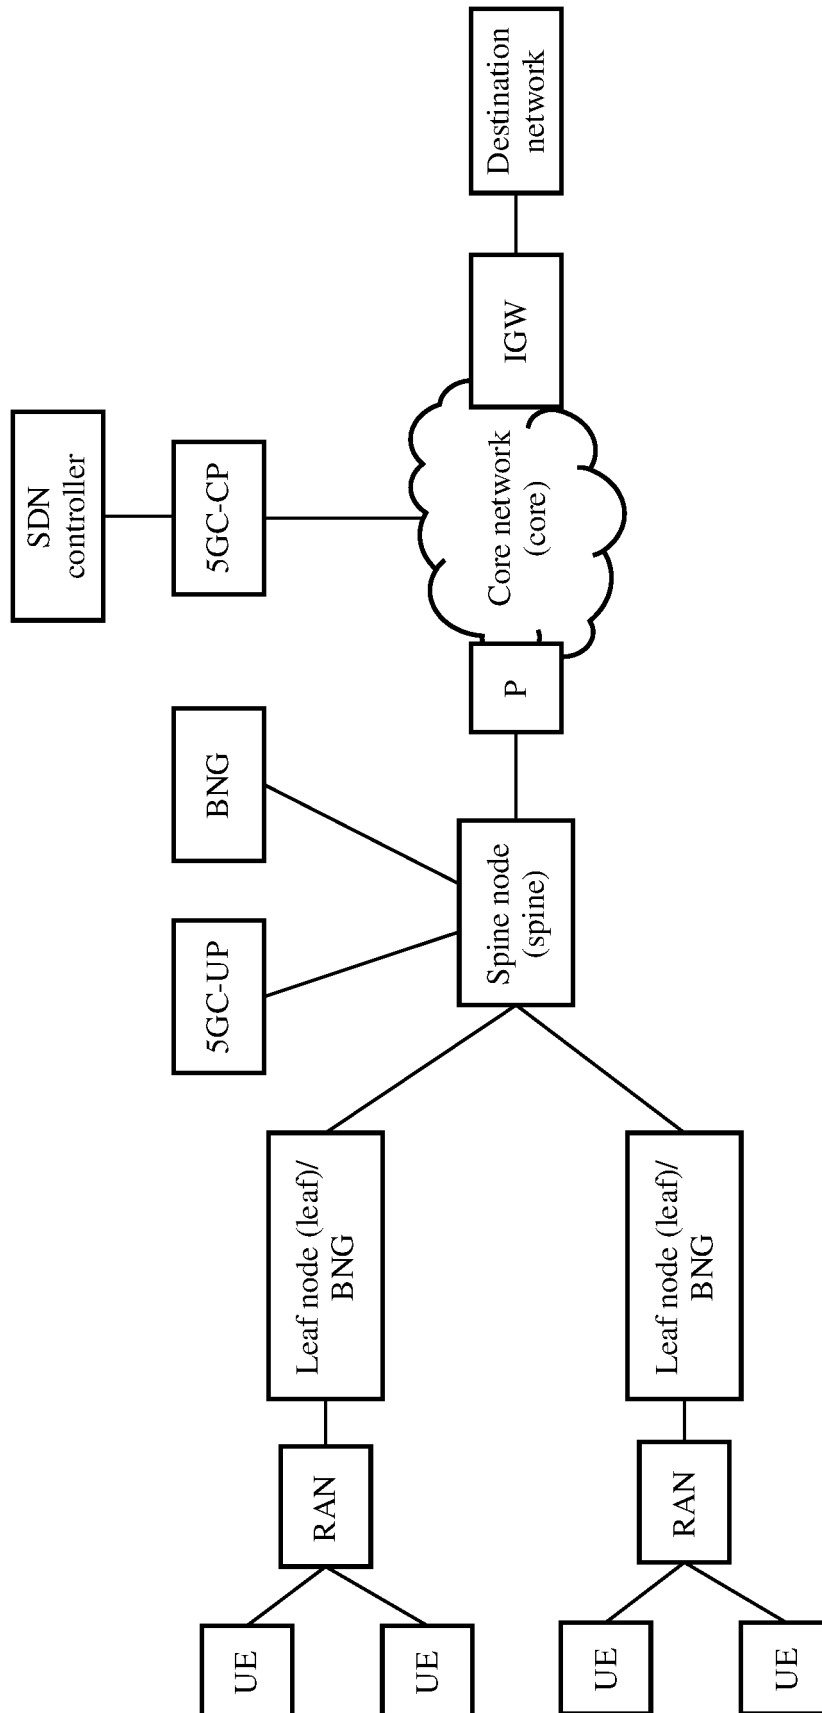 SDN
controller
5GC-UP
BNG
5GC-CP
UE
RAN
Leaf node (leaf)/
BNG
UE
Spine node
(spine)
P
Core network
(core)
IGW
Destination
network
UE
RAN
Leaf node (leaf)/
BNG
UE